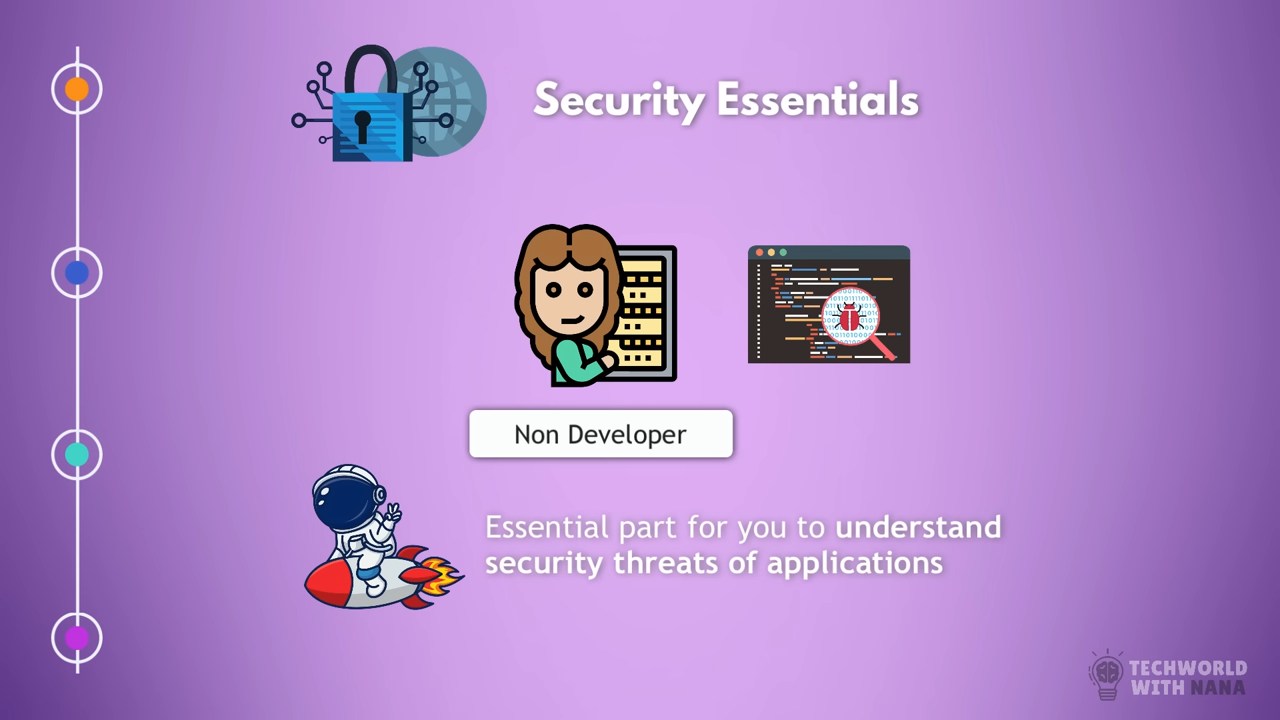 Security Essentials
Non Developer
Essential part for you to understand
security threats of applications
TECHWORLD
WITH NANA